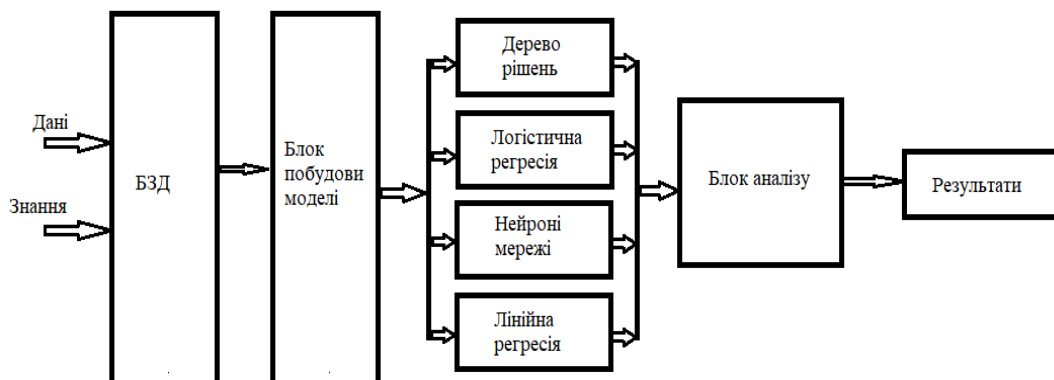 Дані
Знання
БЗД
Блок
побудови
моделі
Дерево
рішень
Логістична
регресія
Нейроні
мережі
Лінійна
регресія
Блок аналізу
Результати